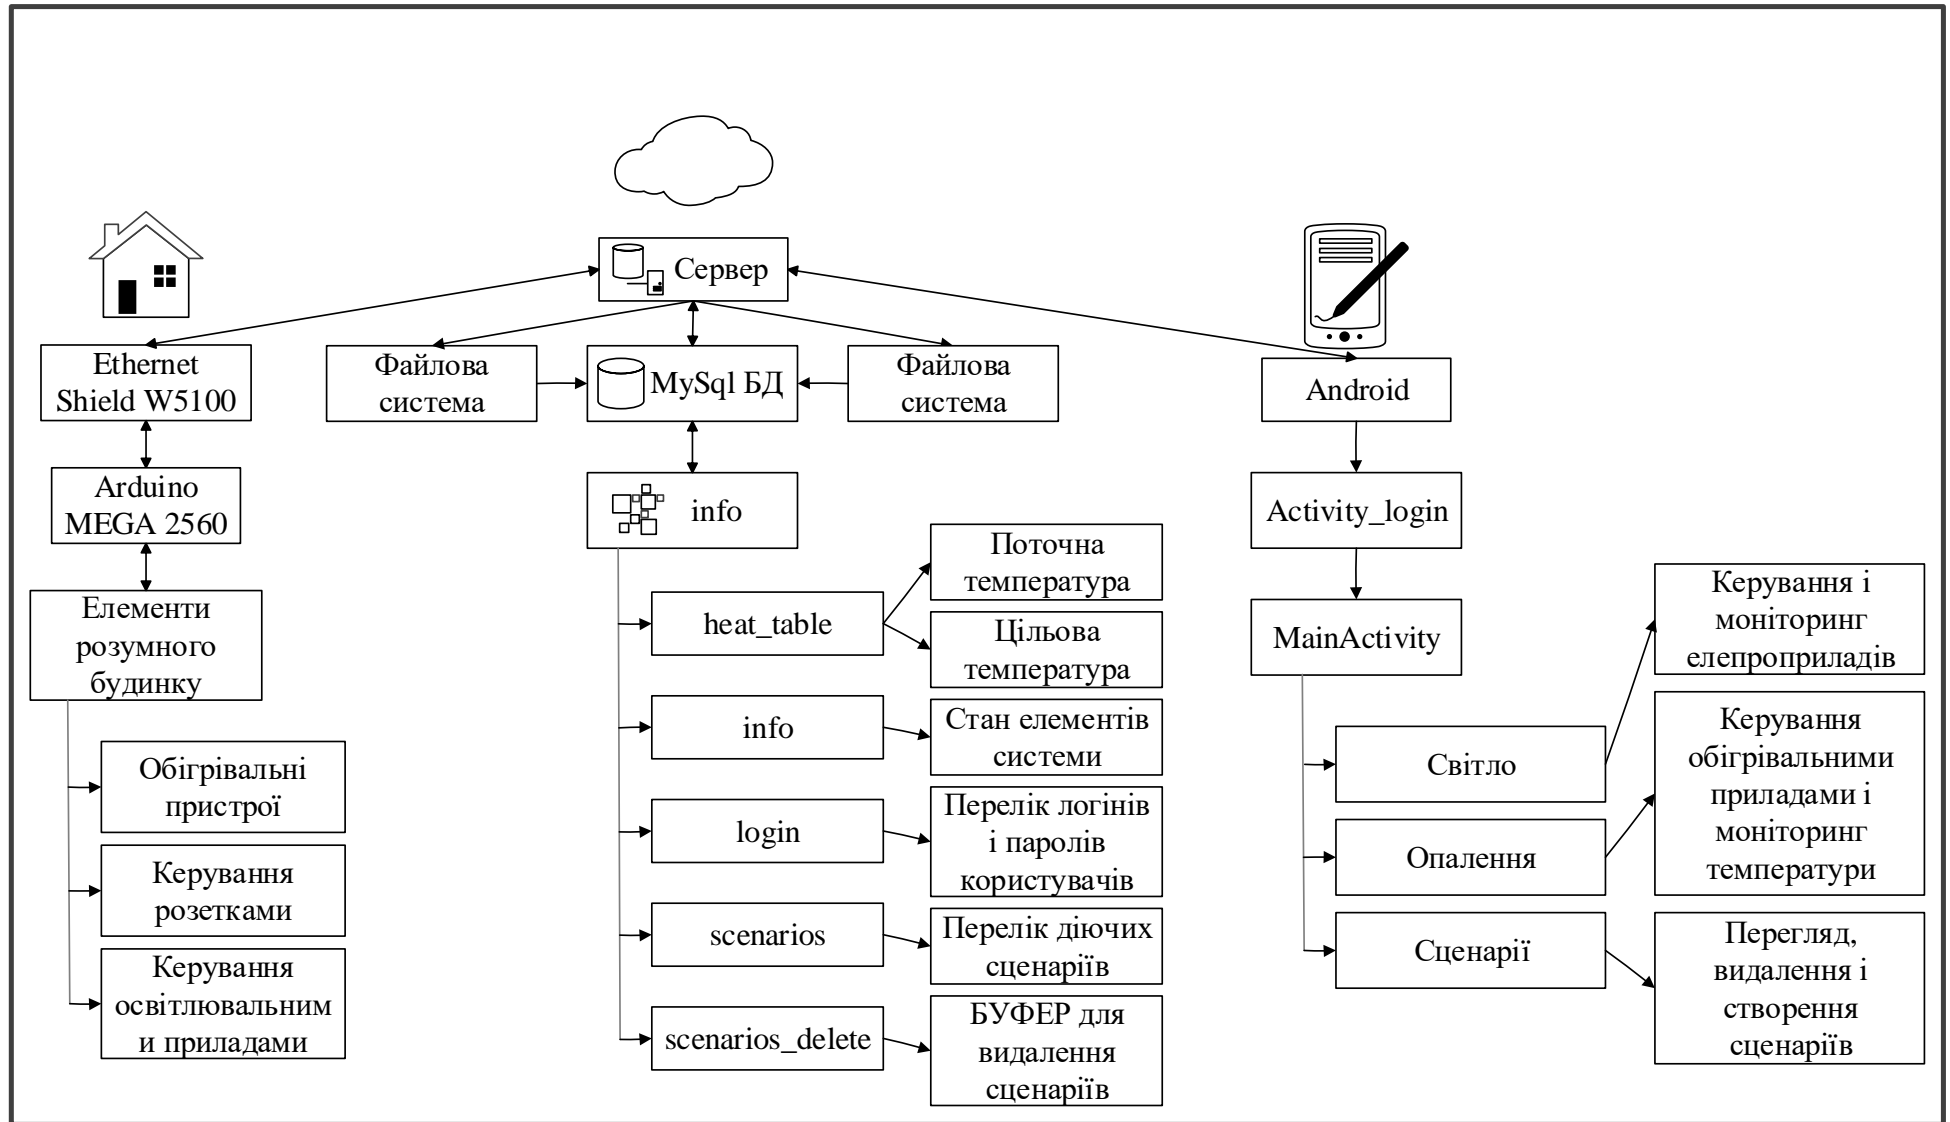 Сервер
Ethernet
Shield W5100
Arduino
MEGA 2560
Елементи
розумного
будинку
Обігрівальні
пристрої
Керування
розетками
Керування
освітлювальним
и приладами
Файлова
система
MySql БД
Файлова
система
info
heat_table
Поточна
температура
Цільова
температура
info
Стан елементів
системи
login
Перелік логінів
і паролів
користувачів
scenarios
Перелік діючих
сценаріїв
scenarios_delete
БУФЕР для
видалення
сценаріїв
Android
Activity_login
MainActivity
Світло
Керування і
моніторинг
елепроприладів
Опалення
Керування
обігрівальними
приладами і
моніторинг
температури
Сценарії
Перегляд,
видалення і
створення
сценаріїв